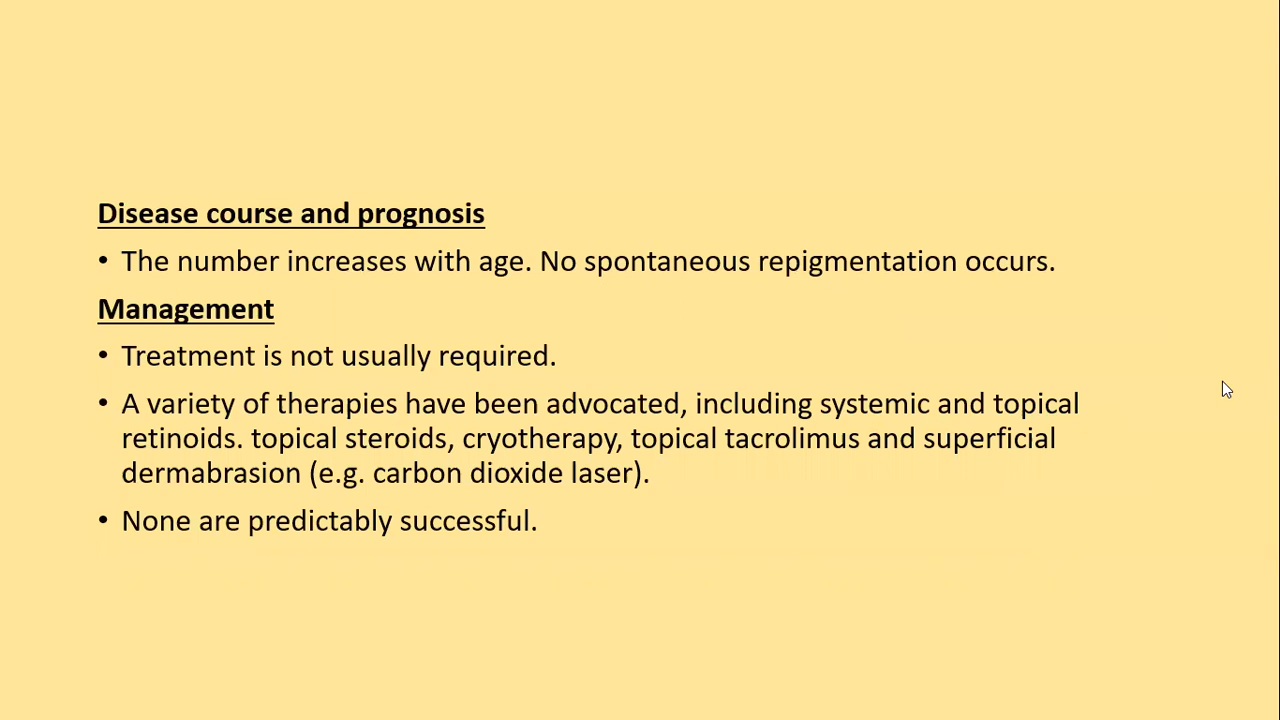 Disease course and prognosis
• The number increases with age. No spontaneous repigmentation occurs.
Management
• Treatment is not usually required.
• A variety of therapies have been advocated, including systemic and topical
retinoids. topical steroids, cryotherapy, topical tacrolimus and superficial
dermabrasion (e.g. carbon dioxide laser).
• None are predictably successful.